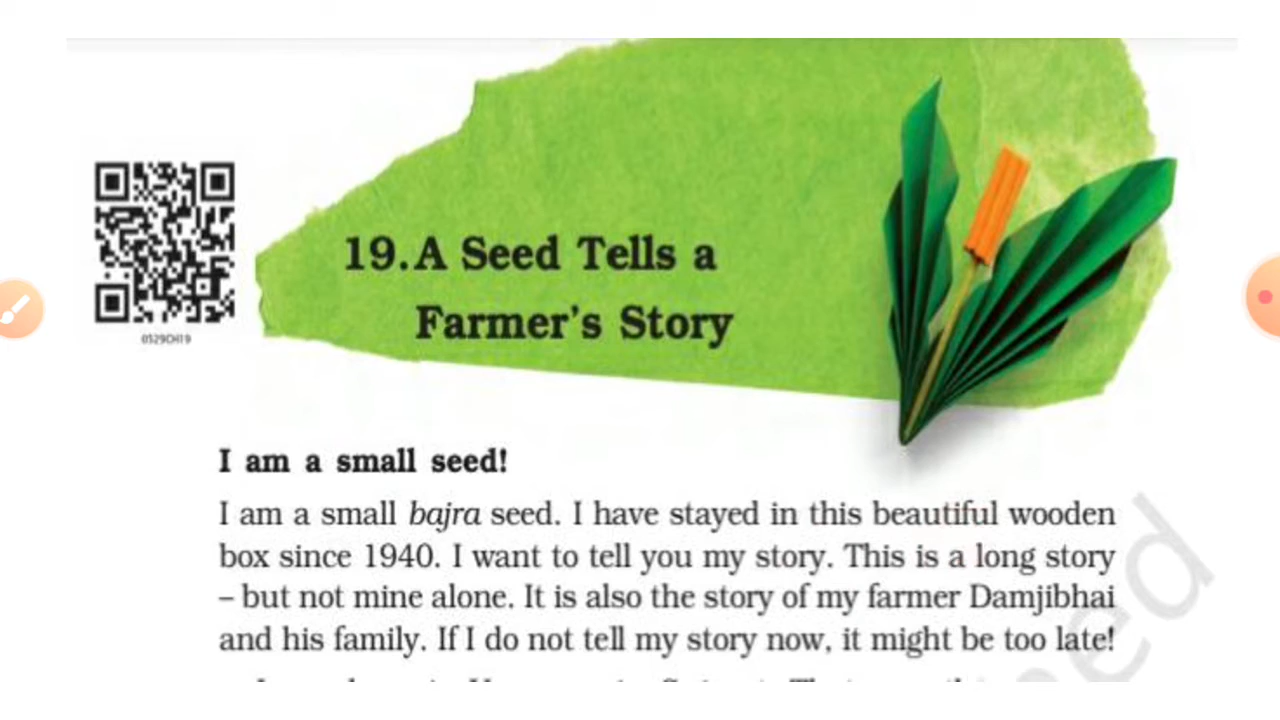 19. A Seed Tells a
Farmer's Story
0529CH19
I am a small seed!
I am a small bajra seed. I have stayed in this beautiful wooden
box since 1940. I want to tell you my story. This is a long story
– but not mine alone. It is also the story of my farmer Damjibhai
and his family. If I do not tell my story now, it might be too late!